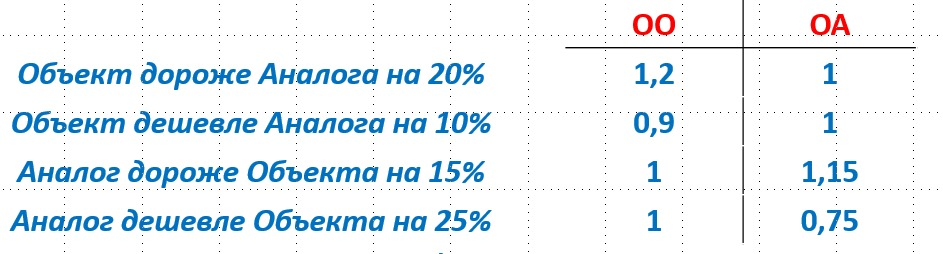 ОО ОА
Объект дороже Аналога на 20% 1,2 1
Объект дешевле Аналога на 10% 0,9 1
Аналог дороже Объекта на 15% 1 1,15
Аналог дешевле Объекта на 25% 1 0,75